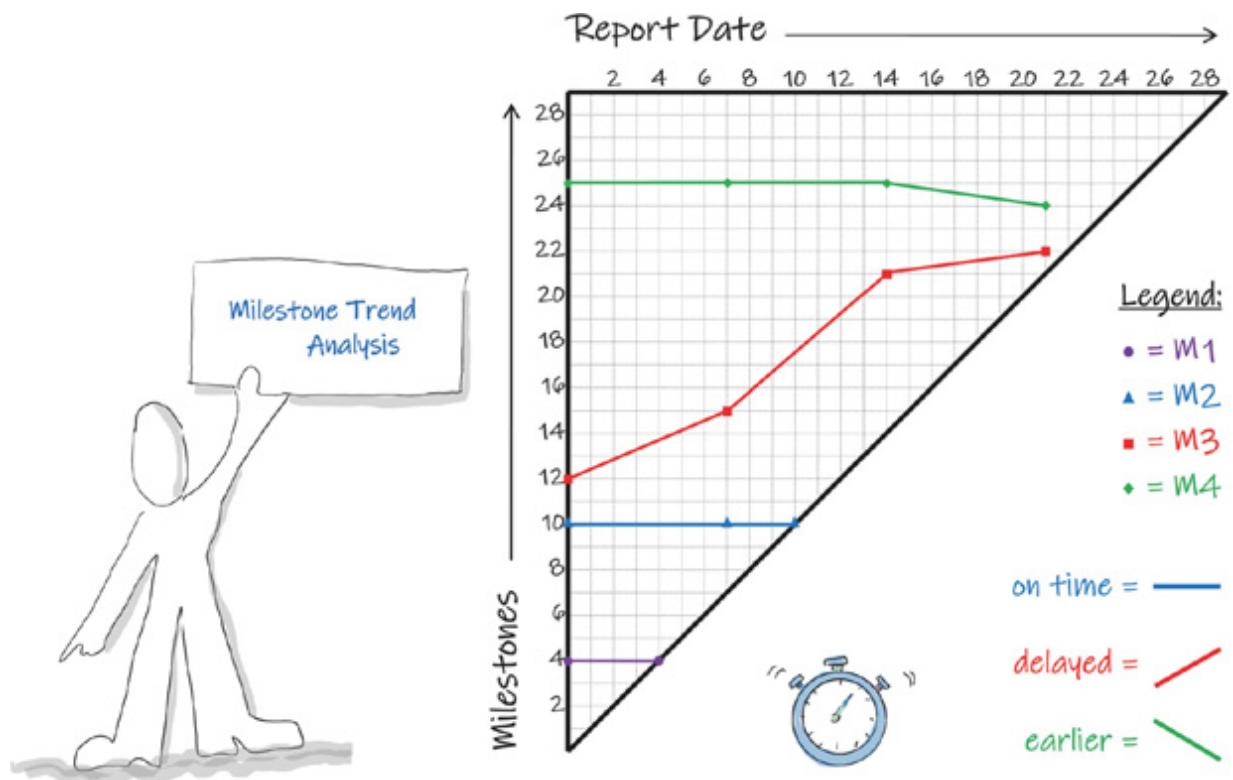 Report Date
2 4 6 8 10 12 14 16 18 20 22 24 26 28
28
26
24
22
20
18
16
14
12
10
8
6
4
2
Milestones
Milestone Trend
Analysis
Legend:
= M1
= M2
= M3
= M4
on time =
delayed =
earlier =